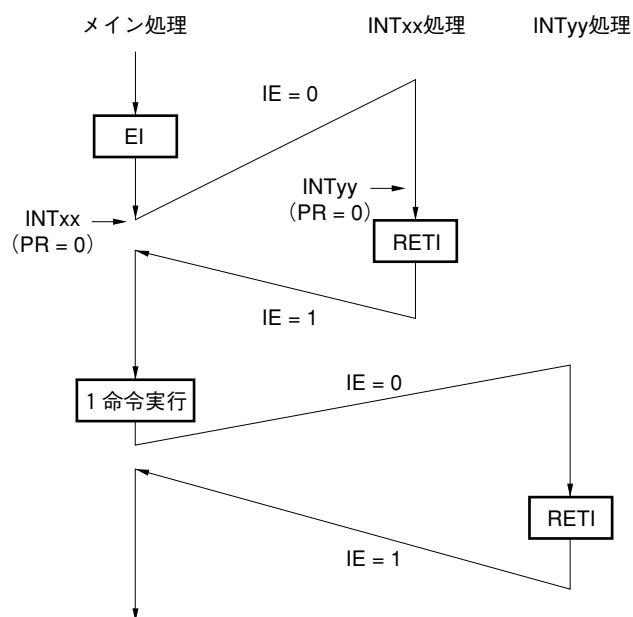 メイン処理
INTxx処理
INTyy処理
IE = 0
EI
INTyy
（PR = 0）
INTxx
（PR = 0）
RETI
IE = 1
IE = 0
1 命令実行
RETI
IE = 1